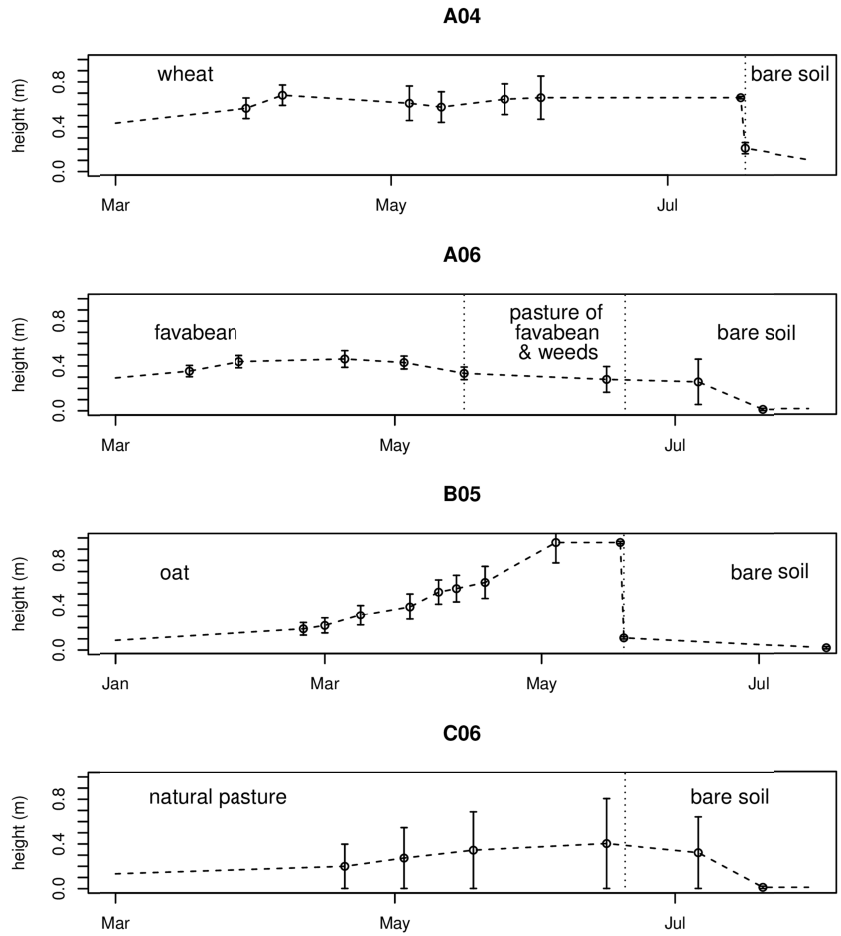 A04
height (m)
0.0 0.4 0.8
wheat
bare soil
Mar May Jul
A06
height (m)
0.0 0.4 0.8
favabean
pasture of
favabean
& weeds
bare soil
Mar May Jul
B05
height (m)
0.0 0.4 0.8
oat
bare soil
Jan Mar May Jul
C06
height (m)
0.0 0.4 0.8
natural pasture
bare soil
Mar May Jul